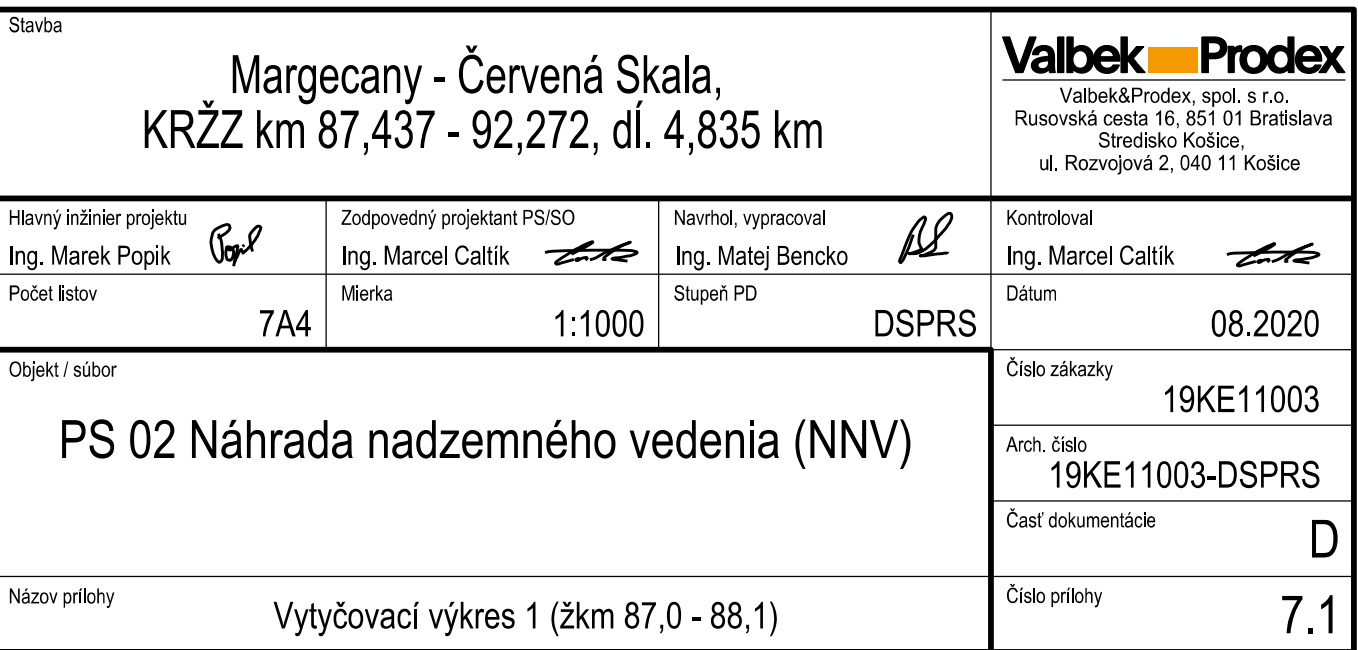 Stavba
Margecany - Červená Skala,
KRŽZ km 87,437 - 92,272, dĺ. 4,835 km
Valbek Prodex
Valbek&Prodex, spol. s r.o.
Rusovská cesta 16, 851 01 Bratislava
Stredisko Košice,
ul. Rozvojová 2, 040 11 Košice
Hlavný inžinier projektu
Ing. Marek Popik
Zodpovedný projektant PS/SO
Ing. Marcel Caltík
Navrhol, vypracoval
Ing. Matej Bencko
Kontroloval
Ing. Marcel Caltík
Počet listov
7A4
Mierka
1:1000
Stupeň PD
DSPRS
Dátum
08.2020
Objekt / súbor
PS 02 Náhrada nadzemného vedenia (NNV)
Číslo zákazky
19KE11003
Arch. číslo
19KE11003-DSPRS
Časť dokumentácie
D
Názov prílohy
Vytyčovací výkres 1 (žkm 87,0 - 88,1)
Číslo prílohy
7.1